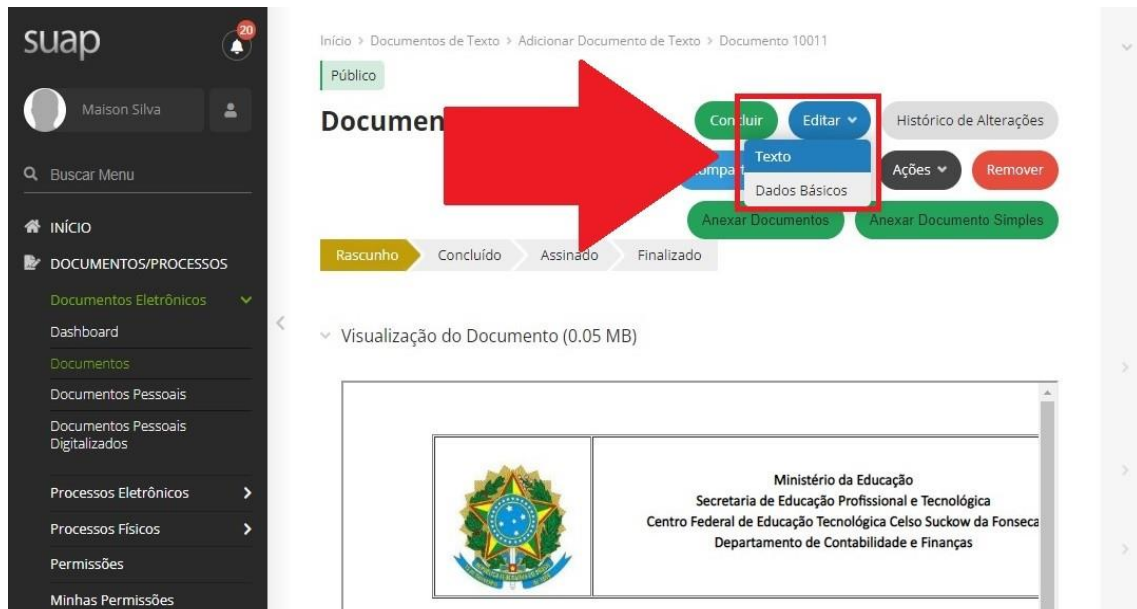 suap
20
Maison Silva
Buscar Menu
INÍCIO
DOCUMENTOS/PROCESSOS
Documentos Eletrônicos
Dashboard
Documentos
Documentos Pessoais
Documentos Pessoais
Digitalizados
Processos Eletrônicos
Processos Físicos
Permissões
Minhas Permissões
Início > Documentos de Texto > Adicionar Documento de Texto > Documento 10011
Público
Documen
Concluir Editar Histórico de Alterações
Texto
Dados Básicos
Ações Remover
Anexar Documentos Anexar Documento Simples
Rascunho Concluído Assinado Finalizado
Visualização do Documento (0.05 MB)
Ministério da Educação
Secretaria de Educação Profissional e Tecnológica
Centro Federal de Educação Tecnológica Celso Suckow da Fonseca
Departamento de Contabilidade e Finanças